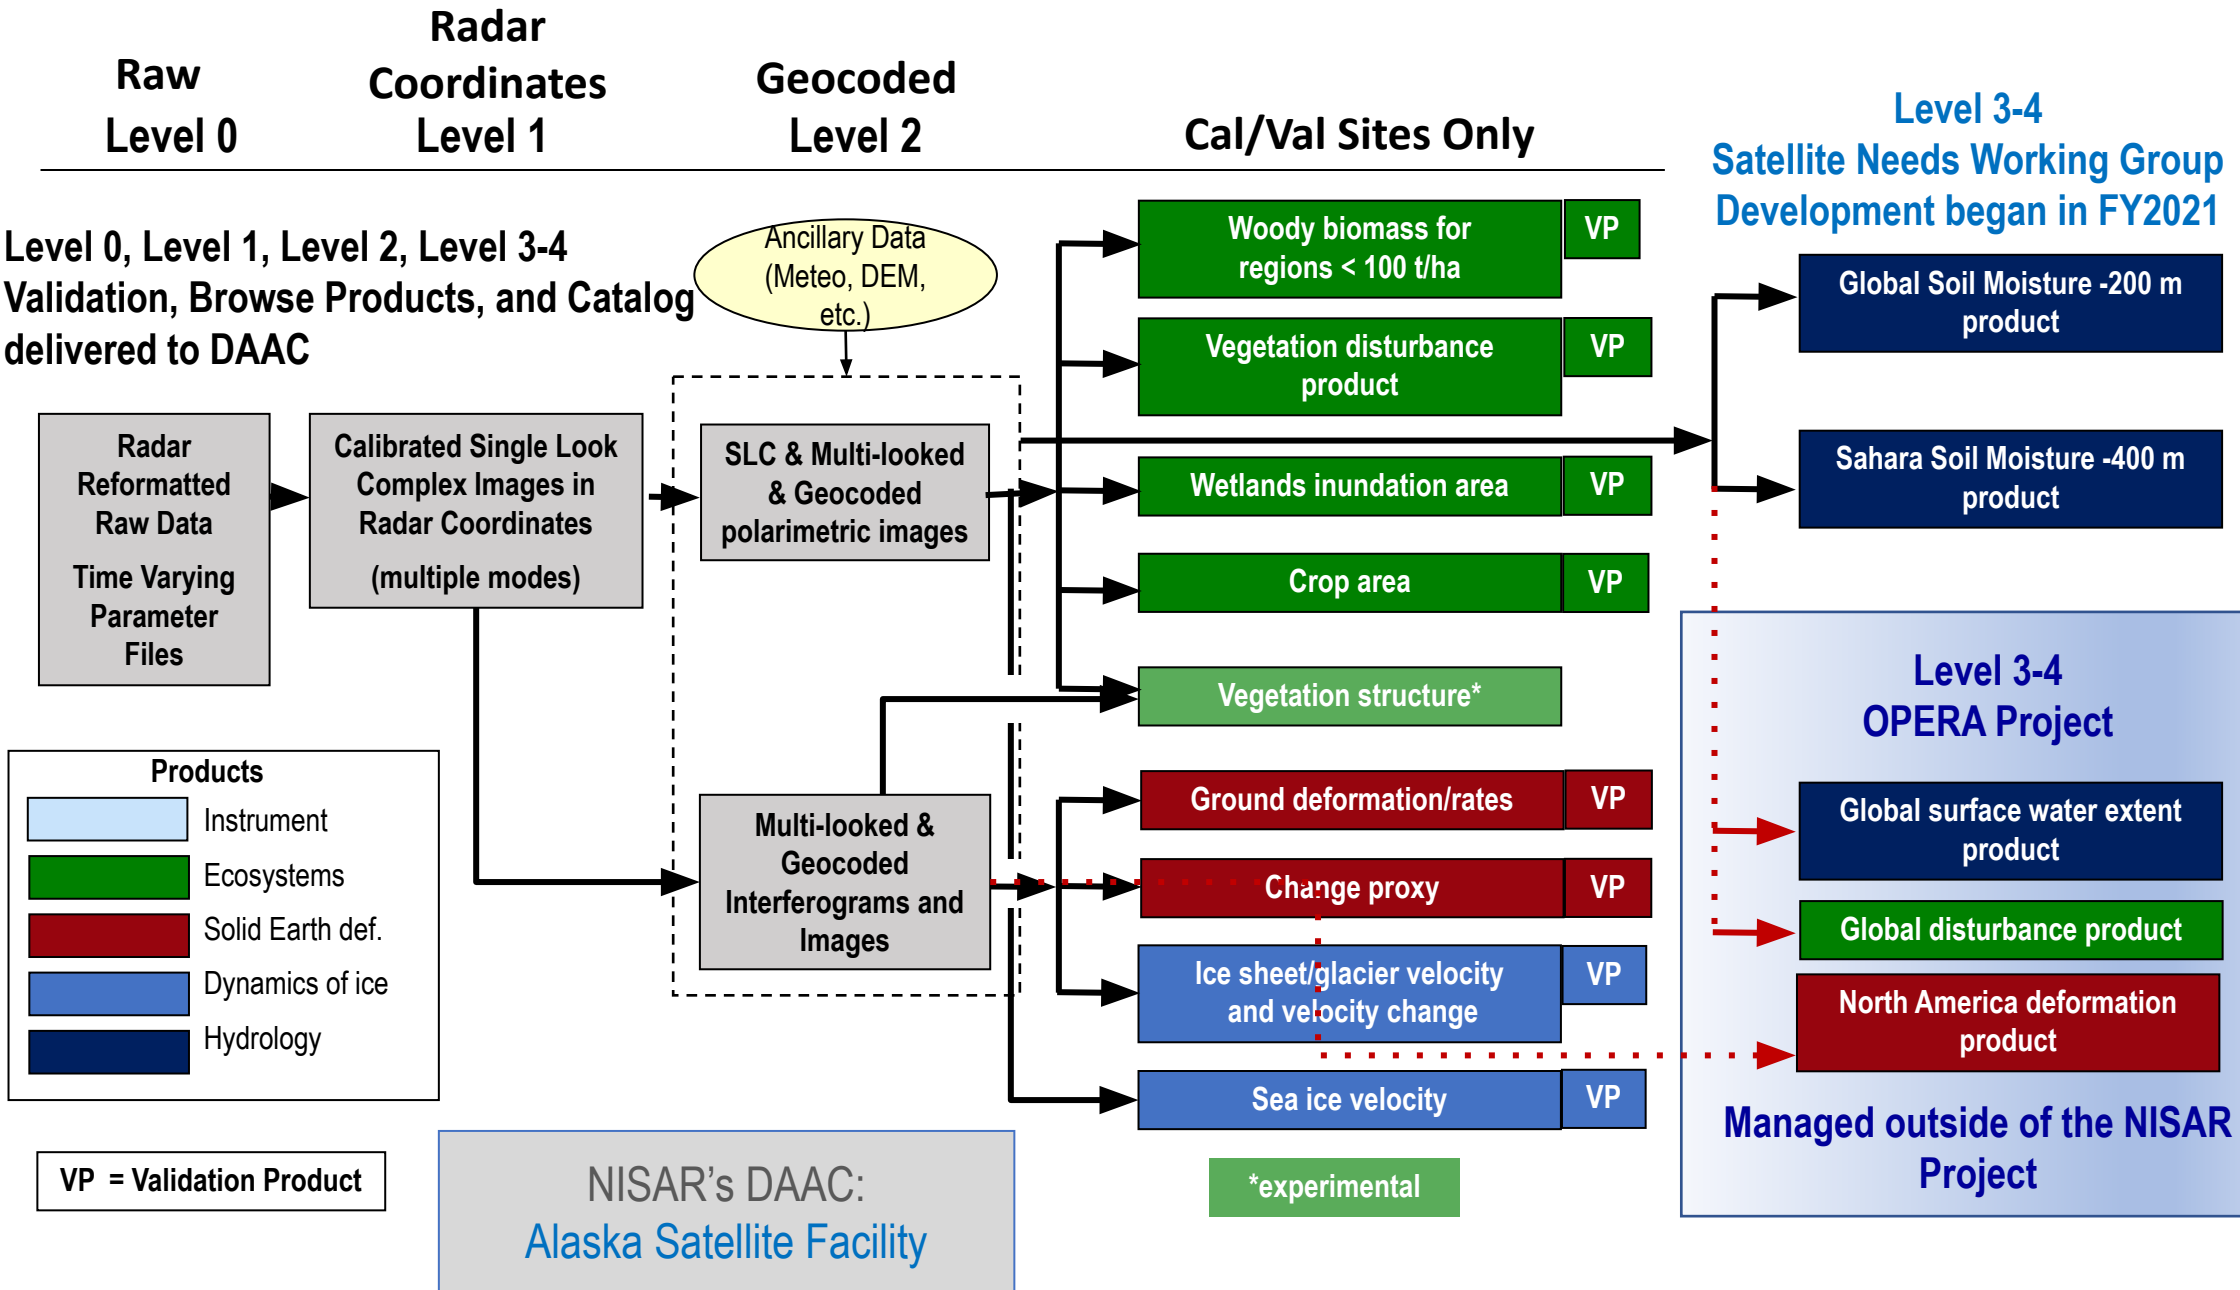 Raw
Level 0
Radar
Coordinates
Level 1
Geocoded
Level 2
Cal/Val Sites Only
Level 3-4
Satellite Needs Working Group
Development began in FY2021
Level 0, Level 1, Level 2, Level 3-4
Validation, Browse Products, and Catalog
delivered to DAAC
Ancillary Data
(Meteo, DEM,
etc.)
Radar
Reformatted
Raw Data
Time Varying
Parameter
Files
Calibrated Single Look
Complex Images in
Radar Coordinates
(multiple modes)
SLC & Multi-looked
& Geocoded
polarimetric images
Multi-looked &
Geocoded
Interferograms and
Images
Woody biomass for
regions < 100 t/ha
VP
Vegetation disturbance
product
VP
Wetlands inundation area
VP
Crop area
VP
Vegetation structure*
Ground deformation/rates
VP
Change proxy
VP
Ice sheet/glacier velocity
and velocity change
VP
Sea ice velocity
VP
*experimental
Global Soil Moisture -200 m
product
Sahara Soil Moisture -400 m
product
Level 3-4
OPERA Project
Global surface water extent
product
Global disturbance product
North America deformation
product
Managed outside of the NISAR
Project
Products
Instrument
Ecosystems
Solid Earth def.
Dynamics of ice
Hydrology
VP = Validation Product
NISAR's DAAC:
Alaska Satellite Facility